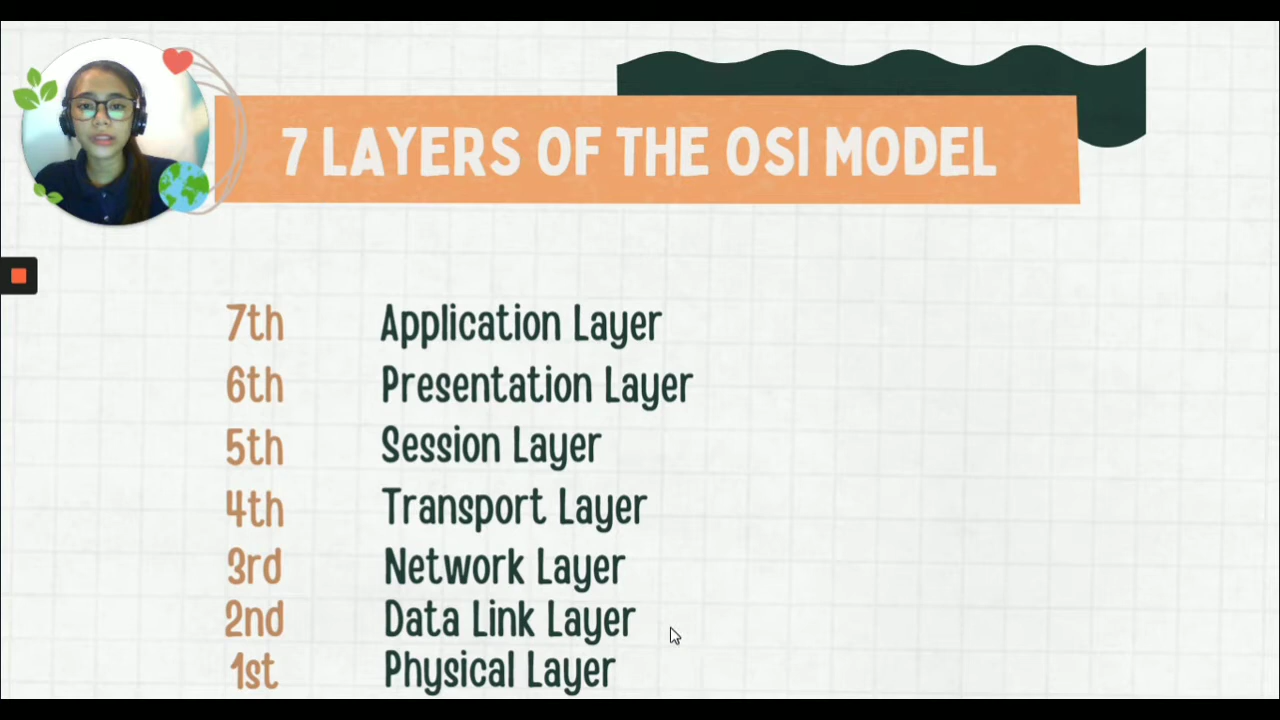 7 LAYERS OF THE OSI MODEL
7th Application Layer
6th Presentation Layer
5th Session Layer
4th Transport Layer
3rd Network Layer
2nd Data Link Layer
1st Physical Layer